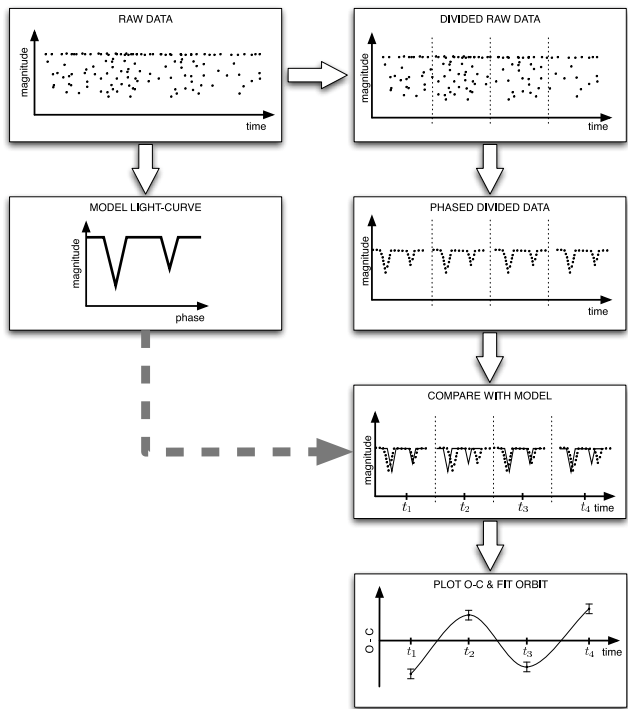 RAW DATA
magnitude
time
DIVIDED RAW DATA
magnitude
time
MODEL LIGHT-CURVE
magnitude
phase
PHASED DIVIDED DATA
magnitude
time
COMPARE WITH MODEL
magnitude
t1 t2 t3 t4 time
PLOT O-C & FIT ORBIT
O - C
t1 t2 t3 t4 time